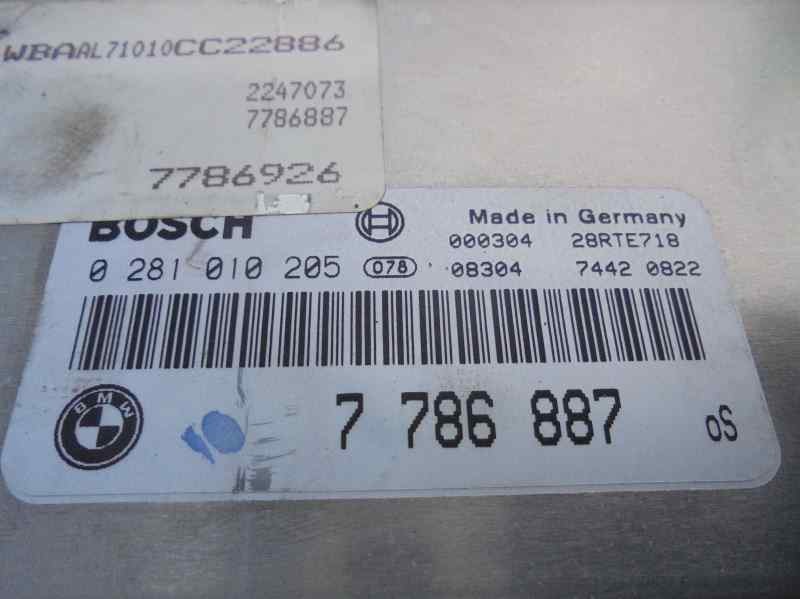 WBAAL71010CC22886
2247073
7786887
7786926
BOSCH
Made in Germany
000304 28RTE718
0 281 010 205 078 08304 7442 0822
BMW
7 786 887 oS